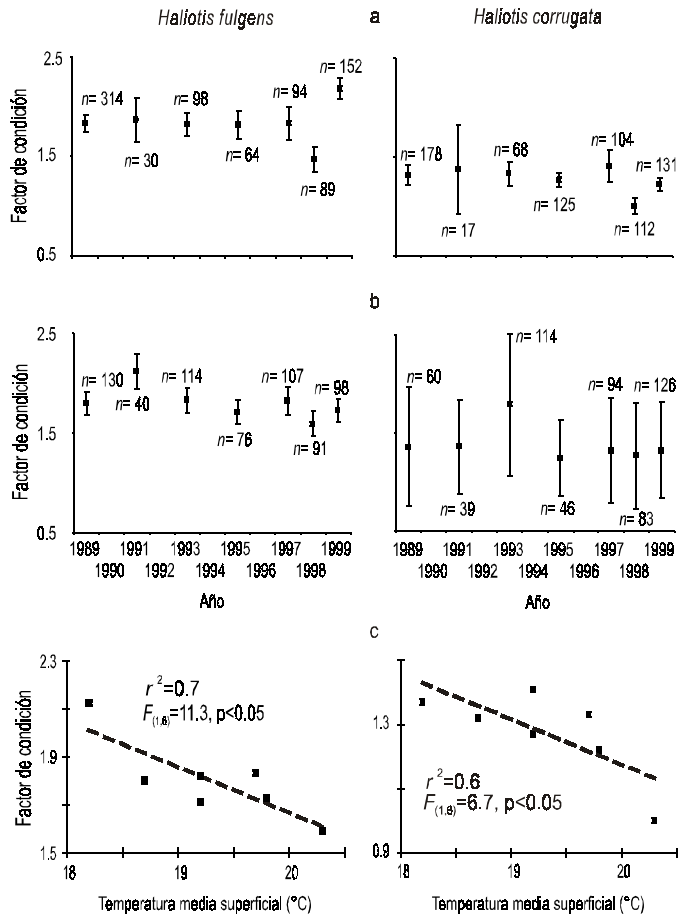 Haliotis fulgens
a
Haliotis corrugata
Factor de condición
2.5
1.5
0.5
n= 314
n= 30
n= 98
n= 64
n= 94
n= 89
n= 152
n= 178
n= 17
n= 68
n= 125
n= 104
n= 112
n= 131
b
Factor de condición
2.5
1.5
0.5
n= 130
n= 40
n= 114
n= 76
n= 107
n= 91
n= 98
n= 60
n= 39
n= 114
n= 46
n= 94
n= 83
n= 126
1989 1991 1993 1995 1997 1999
1990 1992 1994 1996 1998
Año
1989 1991 1993 1995 1997 1999
1990 1992 1994 1996 1998
Año
c
Factor de condición
2.3
1.9
1.5
r²=0.7
F(1,6)=11.3, p<0.05
18 19 20
Temperatura media superficial (°C)
1.3
0.9
r²=0.6
F(1,6)=6.7, p<0.05
18 19 20
Temperatura media superficial (°C)